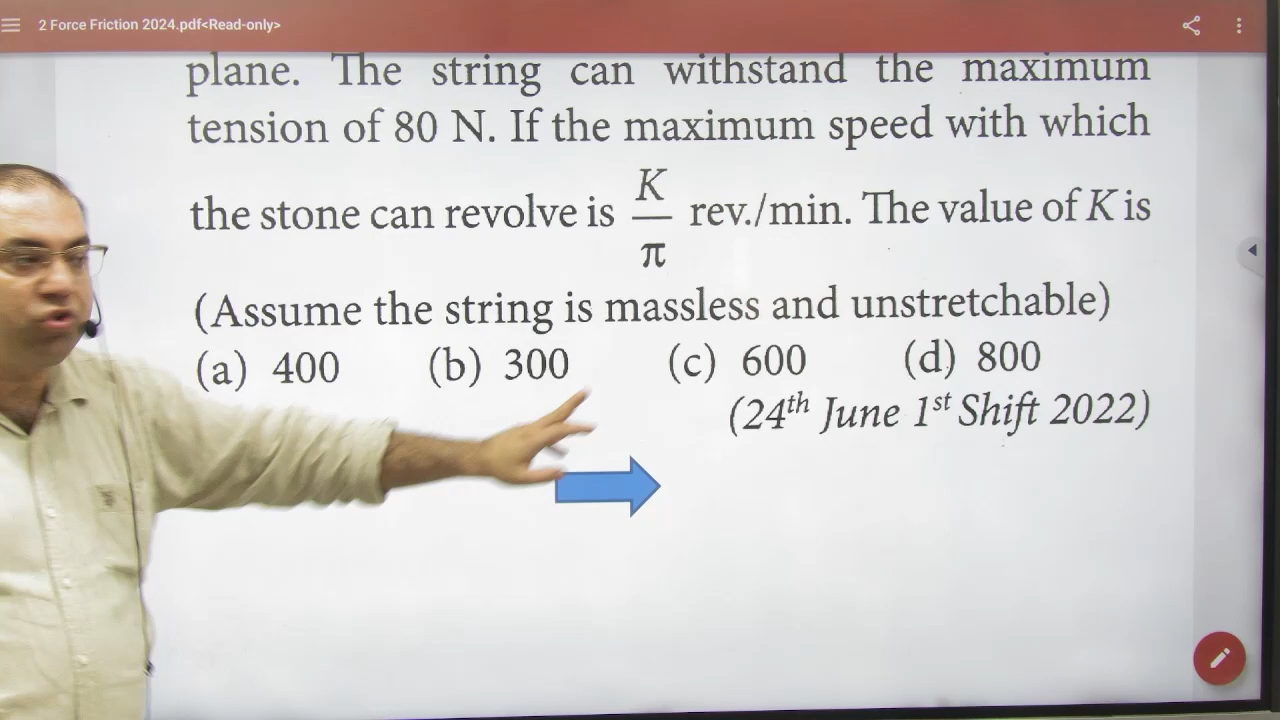 2 Force Friction 2024.pdf<Read-only>
plane. The string can withstand the maximum
tension of 80 N. If the maximum speed with which
the stone can revolve is K/π rev./min. The value of K is
(Assume the string is massless and unstretchable)
(a) 400 (b) 300 (c) 600 (d) 800
(24th June 1st Shift 2022)